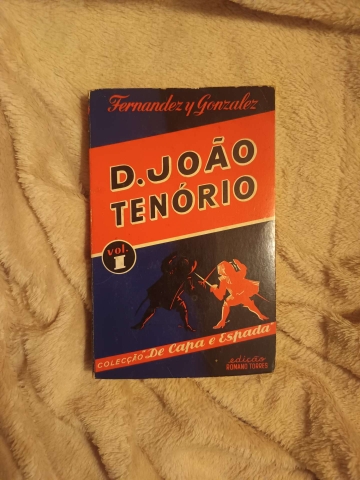 Fernandez y Gonzalez
D. JOÃO
TENÓRIO
vol.
1
COLECÇÃO "De Capa e Espada"
edição
ROMANO TORRES